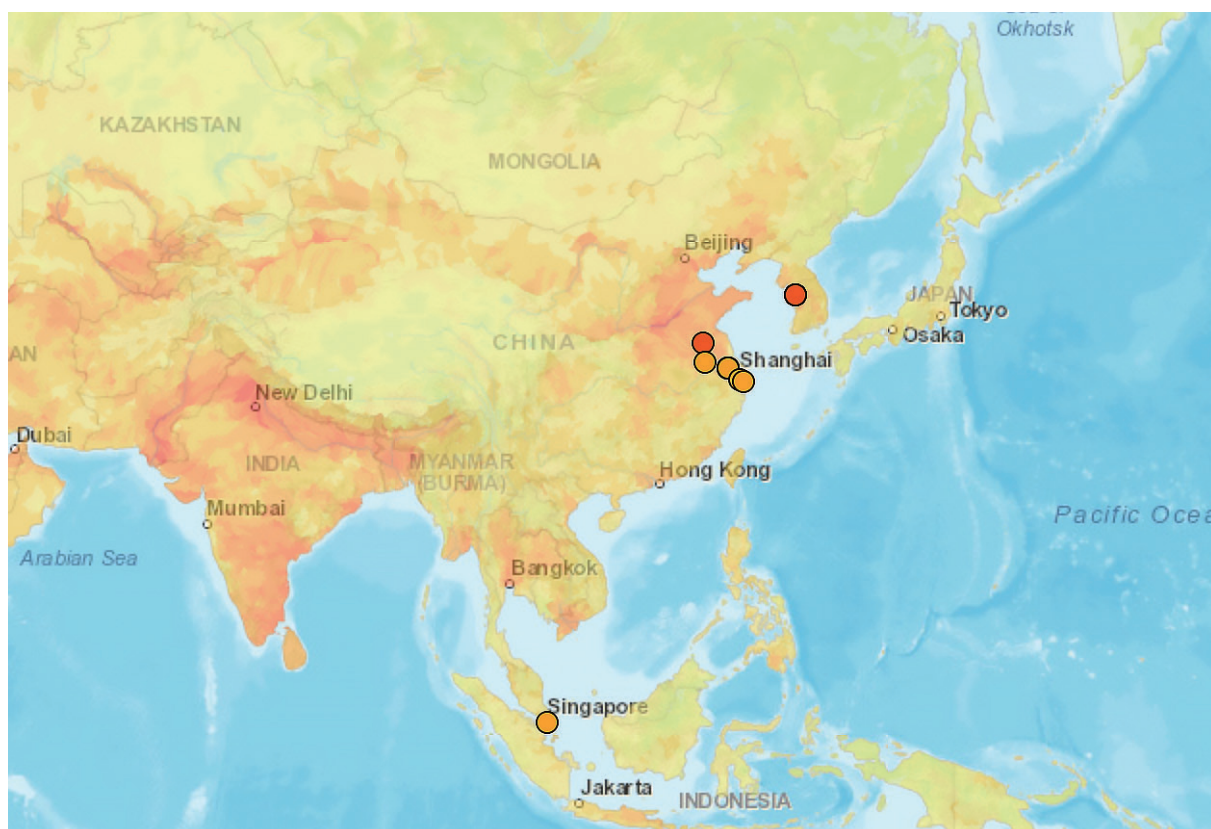 Okhotsk
KAZAKHSTAN
MONGOLIA
Beijing
JAPAN
Tokyo
Osaka
CHINA
AN
Shanghai
New Delhi
Dubai
INDIA
MYANMAR
(BURMA)
Hong Kong
Mumbai
Pacific Ocea
Arabian Sea
Bangkok
Singapore
Jakarta
INDONESIA